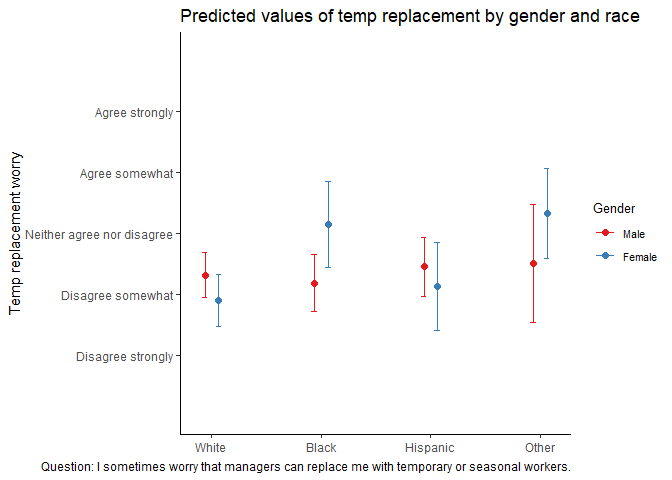 Predicted values of temp replacement by gender and race
Temp replacement worry
Agree strongly
Agree somewhat
Neither agree nor disagree
Disagree somewhat
Disagree strongly
White
Black
Hispanic
Other
Gender
Male
Female
Question: I sometimes worry that managers can replace me with temporary or seasonal workers.